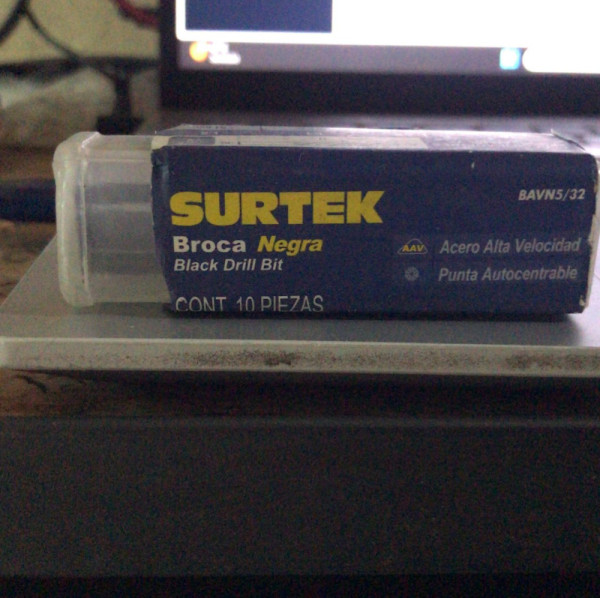 SURTEK
BAVN5/32
Broca Negra
Black Drill Bit
AAV Acero Alta Velocidad
Punta Autocentrable
CONT. 10 PIEZAS